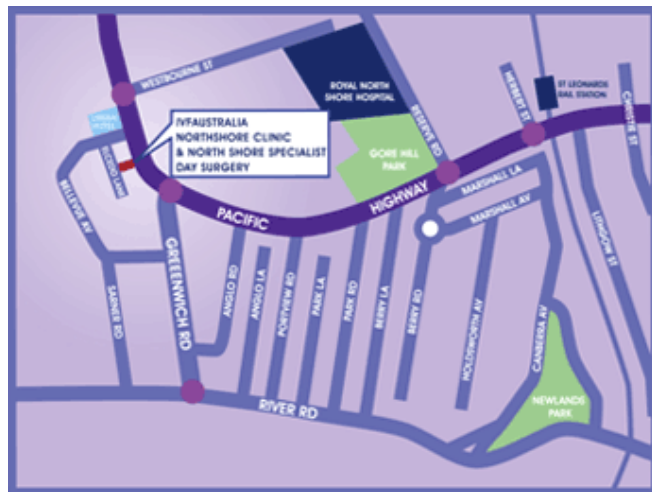 WESTBOURNE ST
ROYAL NORTH
SHORE HOSPITAL
RESERVE RD
HERBERT ST
ST LEONARDS
RAIL STATION
CHRISTIE ST
IVFAUSTRALIA
NORTHSHORE CLINIC
& NORTH SHORE SPECIALIST
DAY SURGERY
GORE HILL
PARK
BELLEVUE AV
PACIFIC
HIGHWAY
MARSHALL LA
MARSHALL AV
LITHGOW ST
GREENWICH RD
SARNER RD
ANGLO RD
ANGLO LA
PORTVIEW RD
PARK LA
PARK RD
BERRY LA
BERRY RD
HOLDSWORTH AV
CANBERRA AV
NEWLANDS
PARK
RIVER RD